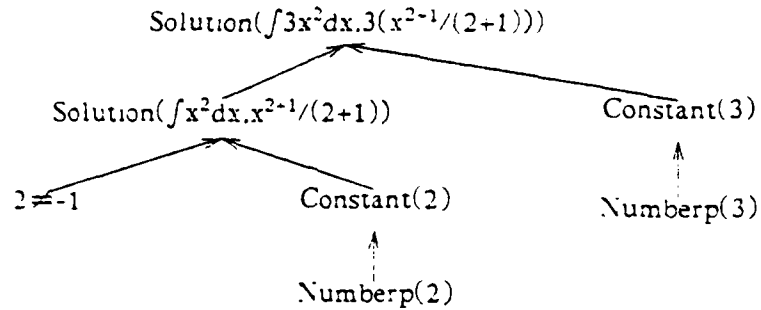 Solution(∫3x²dx.3(x²⁺¹/(2+1)))
Solution(∫x²dx.x²⁺¹/(2+1))
Constant(3)
2≠-1
Constant(2)
Numberp(3)
Numberp(2)